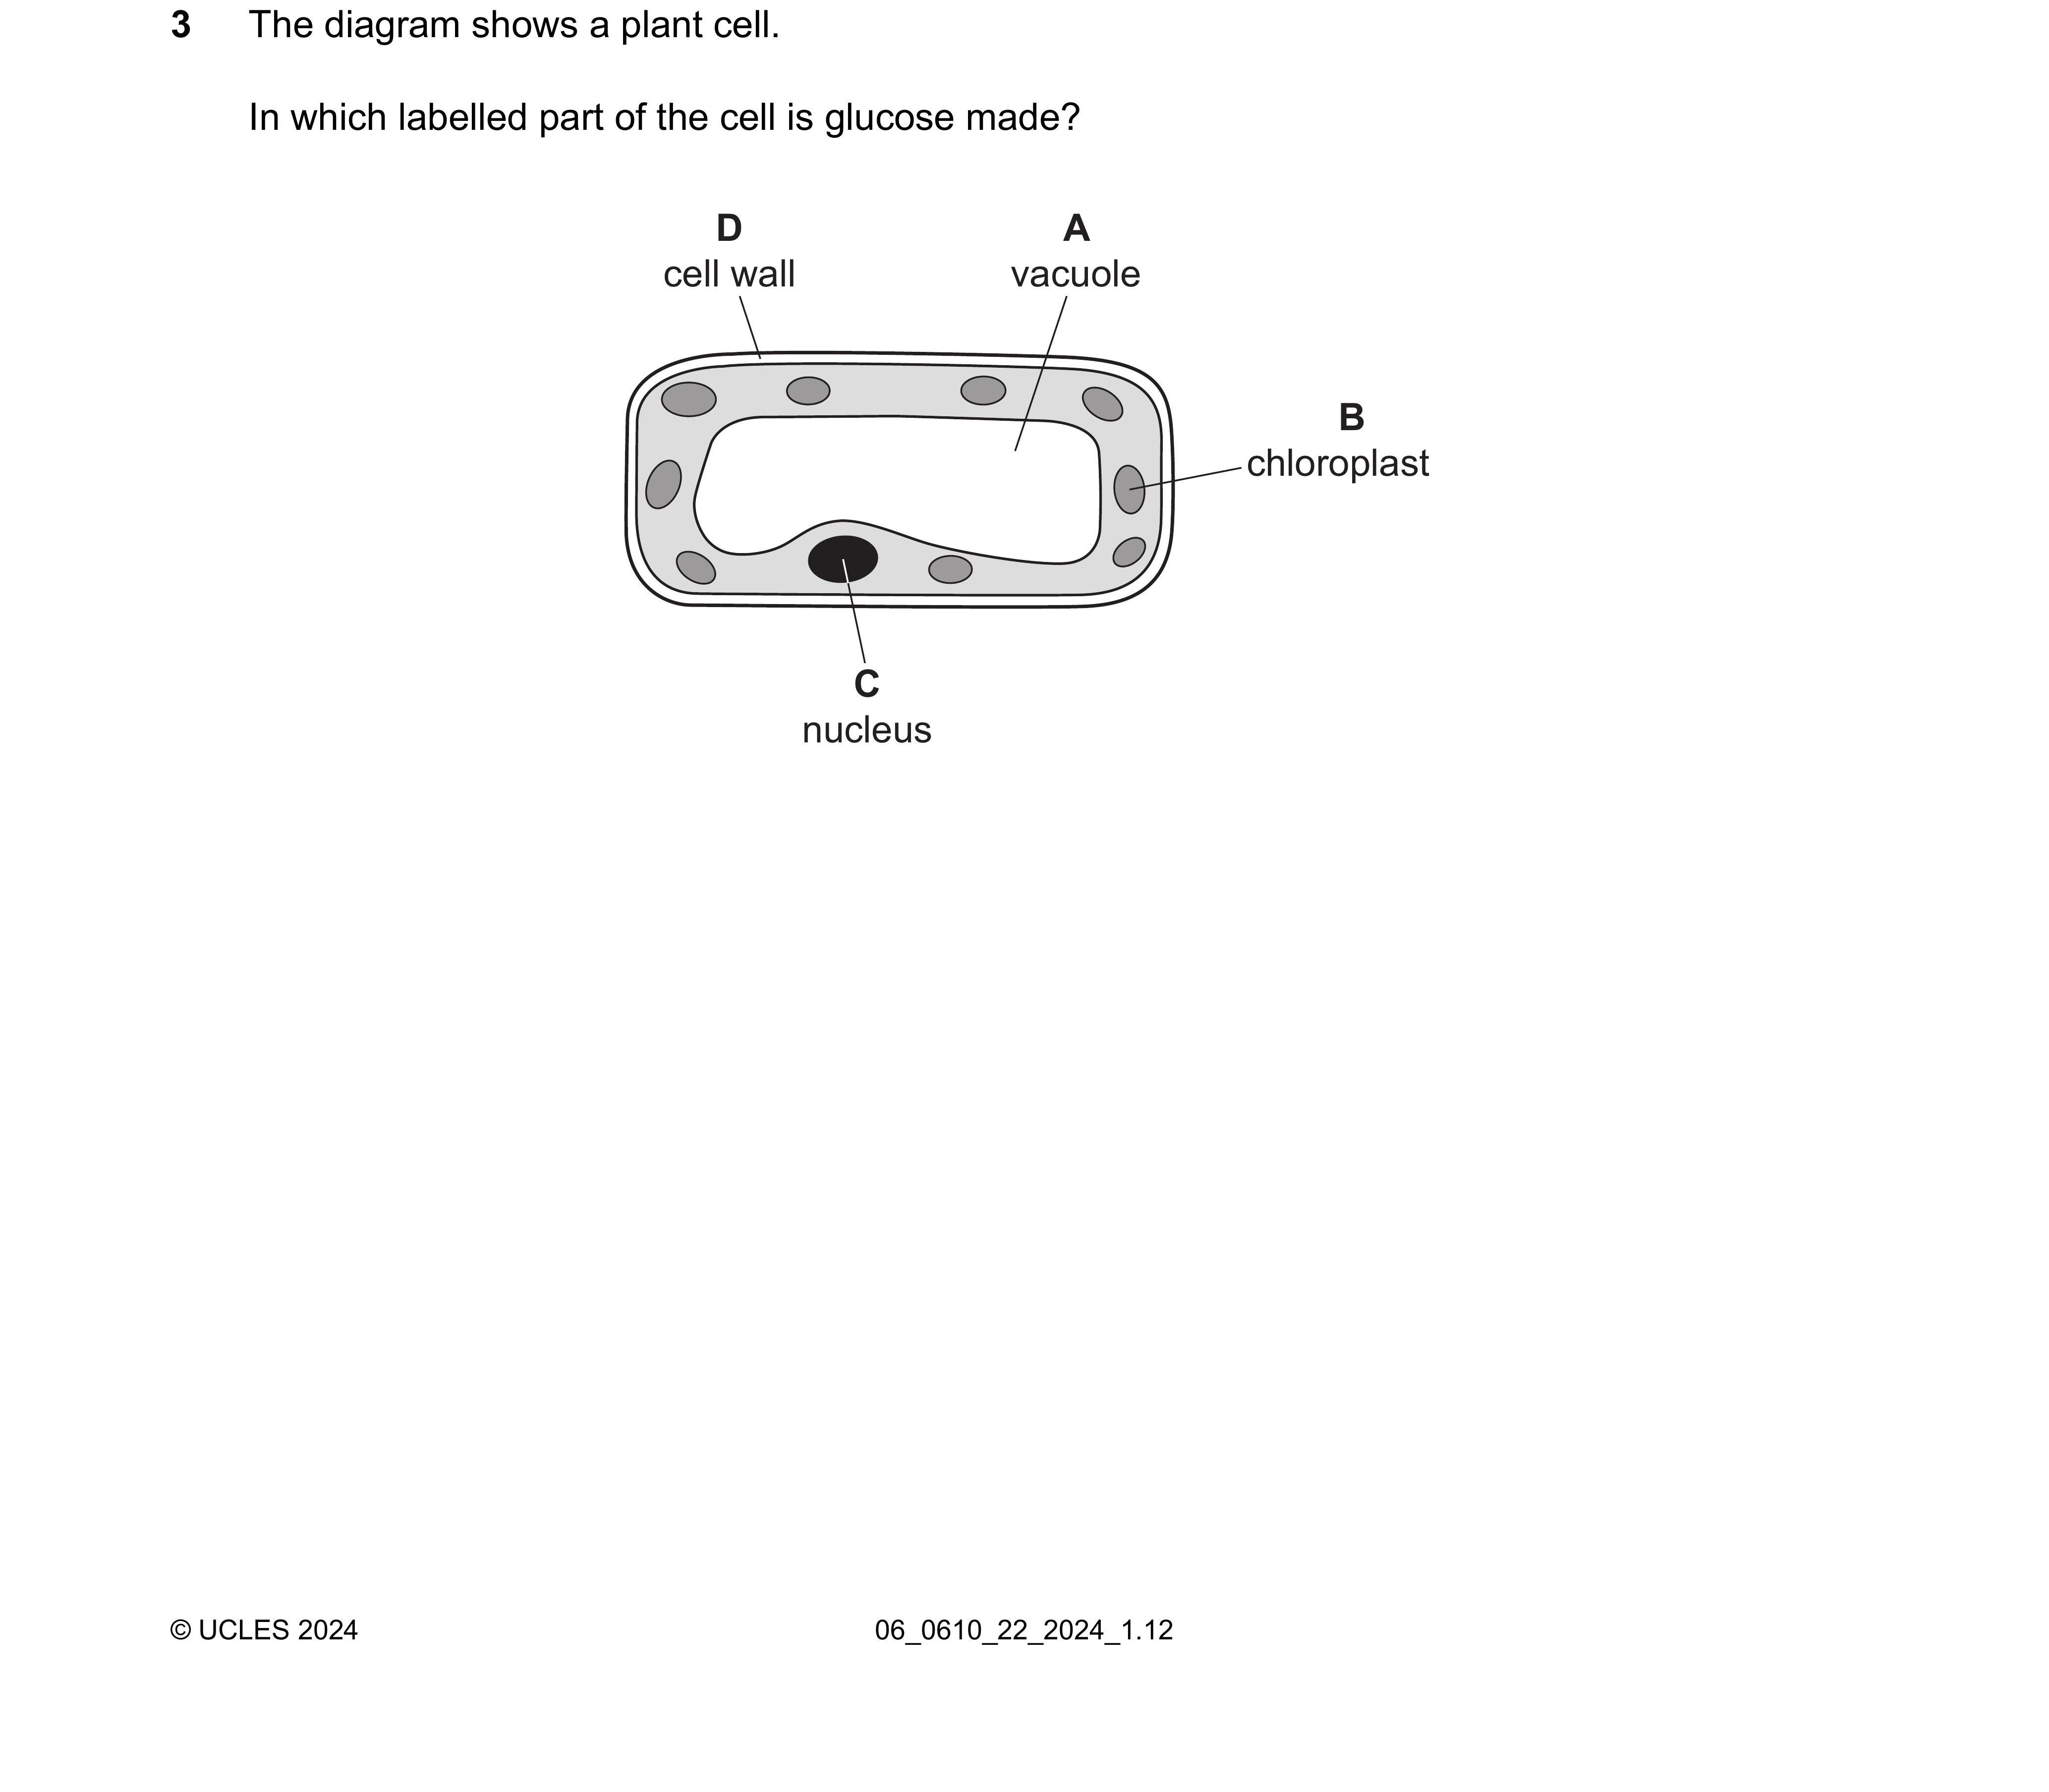 3 The diagram shows a plant cell.
In which labelled part of the cell is glucose made?
D A
cell wall vacuole
B
chloroplast
C
nucleus
© UCLES 2024 06_0610_22_2024_1.12